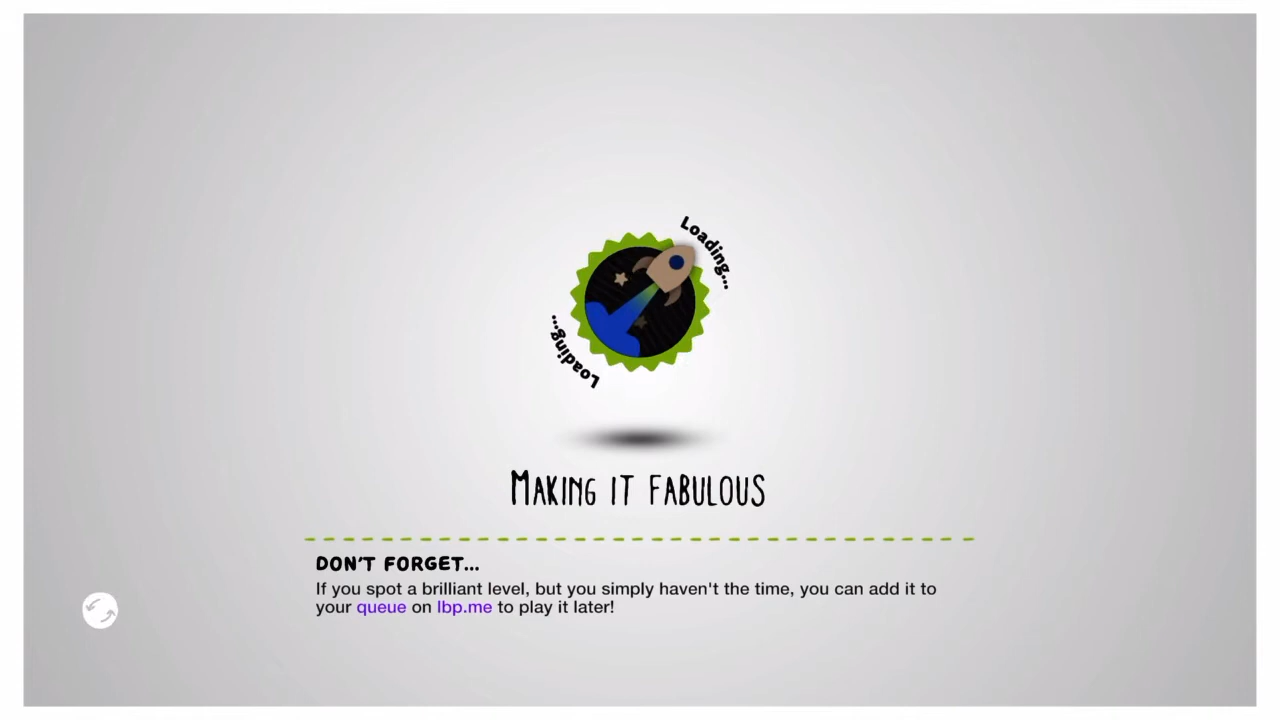 Loading...
Loading...
Making it fabulous
DON'T FORGET...
If you spot a brilliant level, but you simply haven't the time, you can add it to
your queue on lbp.me to play it later!